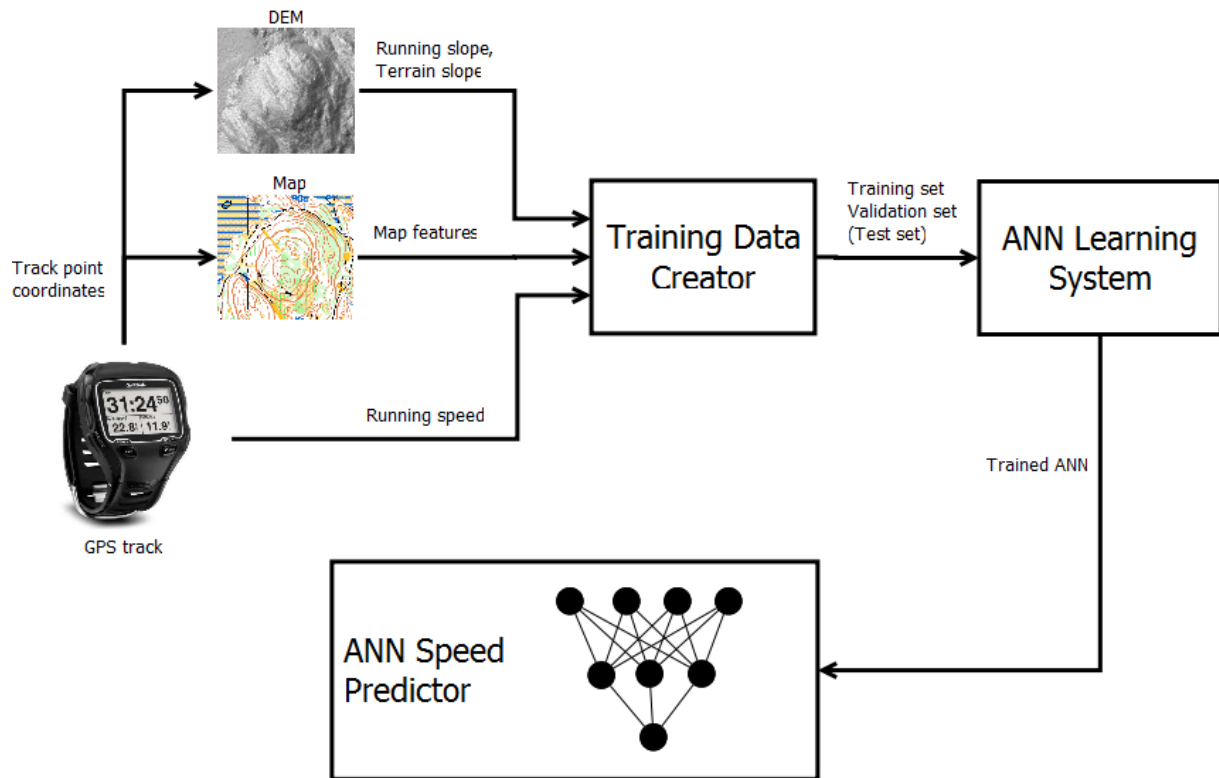 DEM
Running slope,
Terrain slope
Map
Map features
Track point
coordinates
Training Data
Creator
Training set
Validation set
(Test set)
ANN Learning
System
31:24 50
22.8 11.9
Running speed
GPS track
Trained ANN
ANN Speed
Predictor